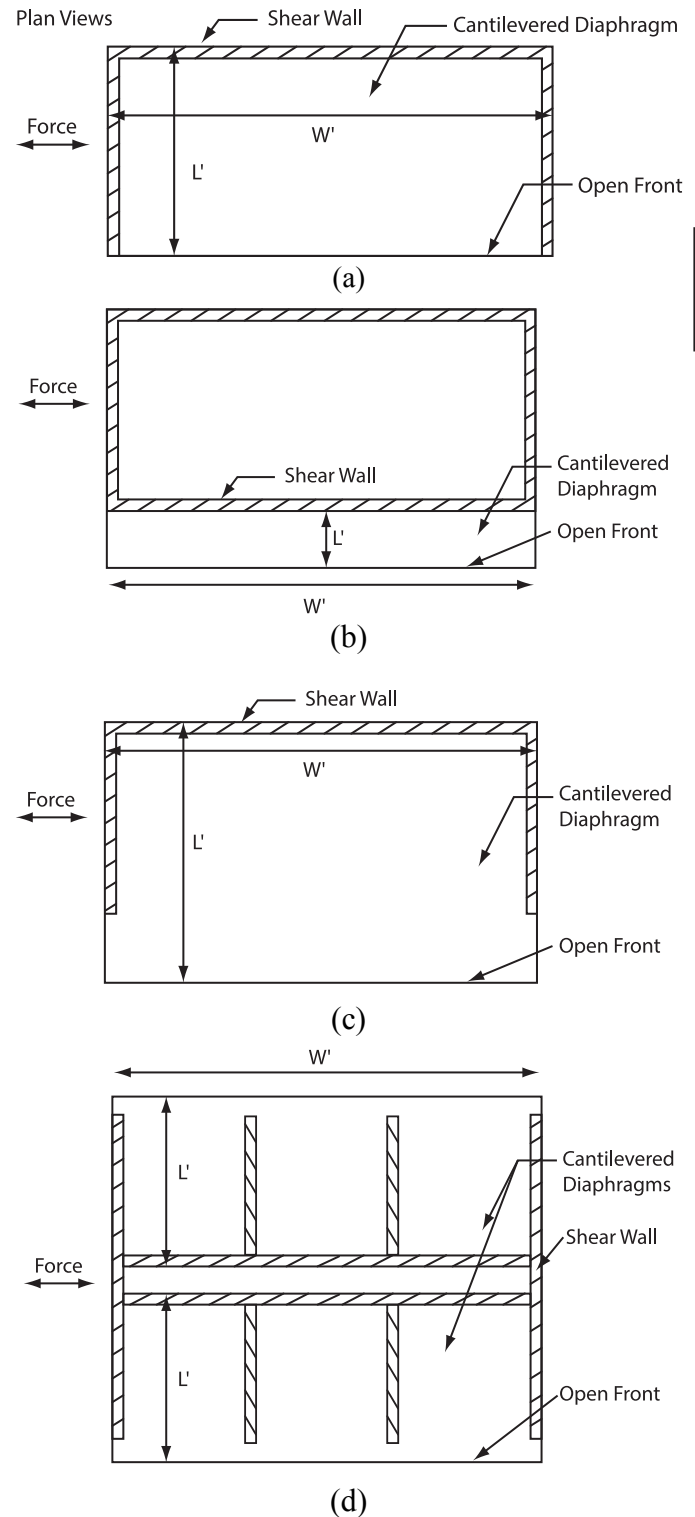 Plan Views
Shear Wall
Cantilevered Diaphragm
Force
W'
L'
Open Front
(a)
Force
Shear Wall
Cantilevered
Diaphragm
L'
Open Front
W'
(b)
Shear Wall
W'
Force
Cantilevered
Diaphragm
L'
Open Front
(c)
W'
L'
Cantilevered
Diaphragms
Shear Wall
Force
L'
Open Front
(d)